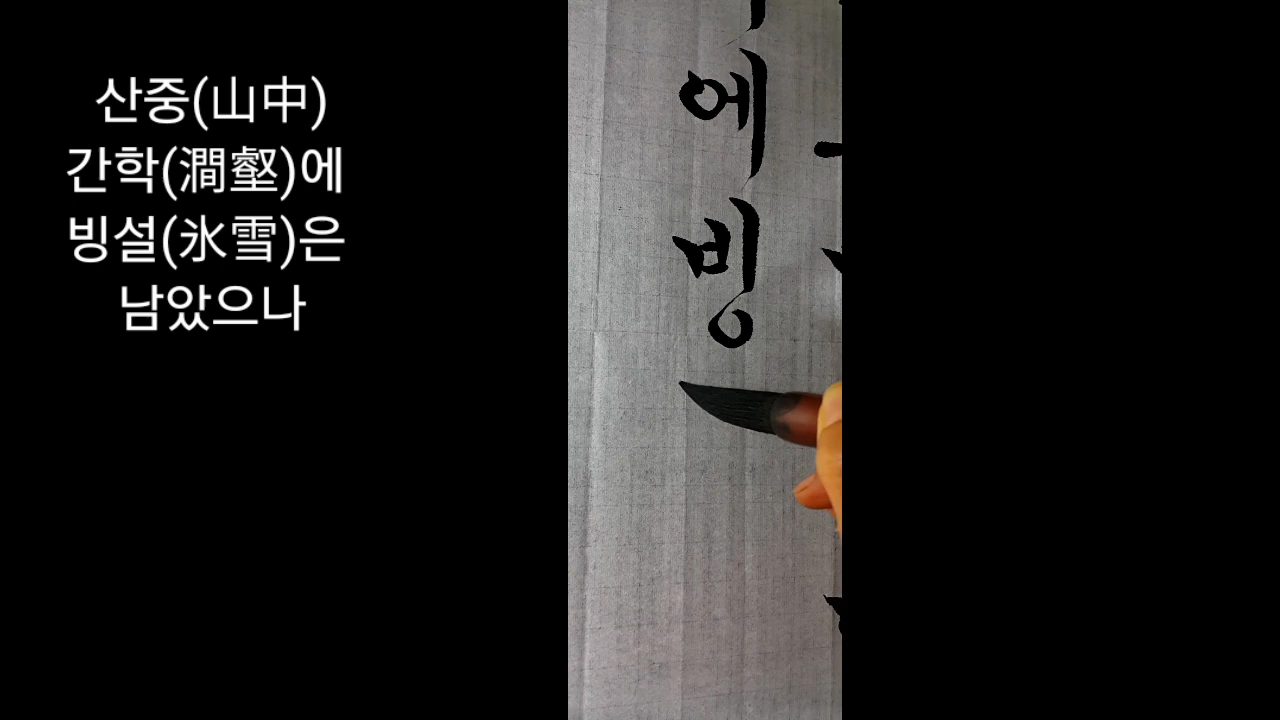 산중(山中)
간학(澗壑)에
빙설(氷雪)은
남았으나
에
빙